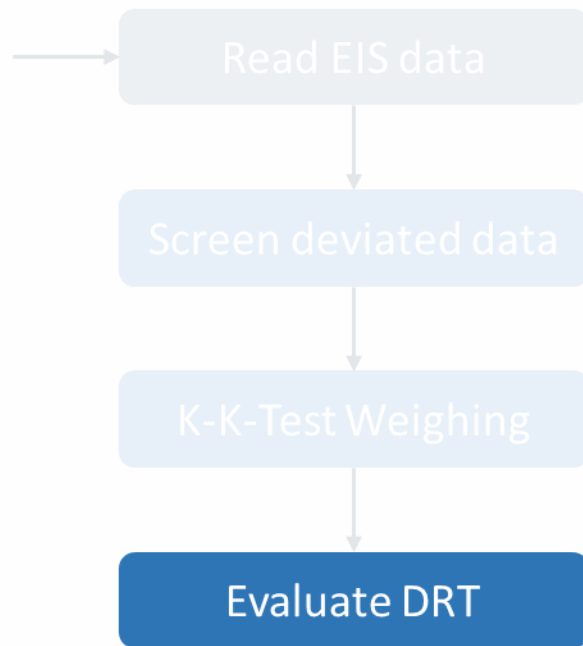 Read EIS data
Screen deviated data
K-K-Test Weighing
Evaluate DRT